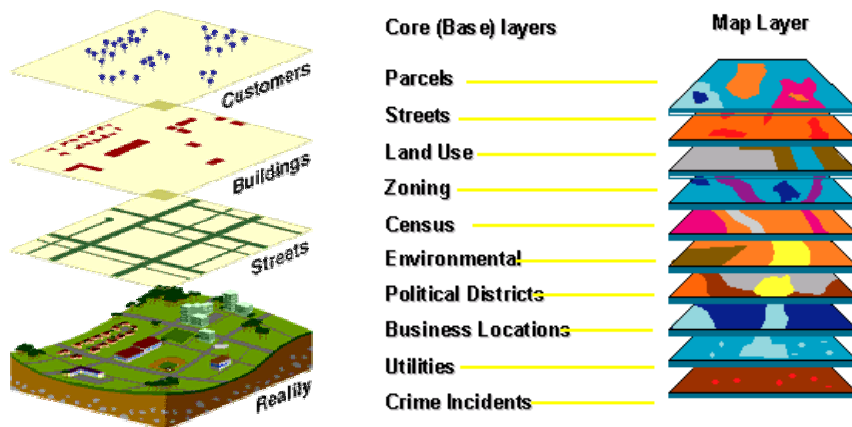 Customers
Buildings
Streets
Reality
Core (Base) layers
Map Layer
Parcels
Streets
Land Use
Zoning
Census
Environmental
Political Districts
Business Locations
Utilities
Crime Incidents